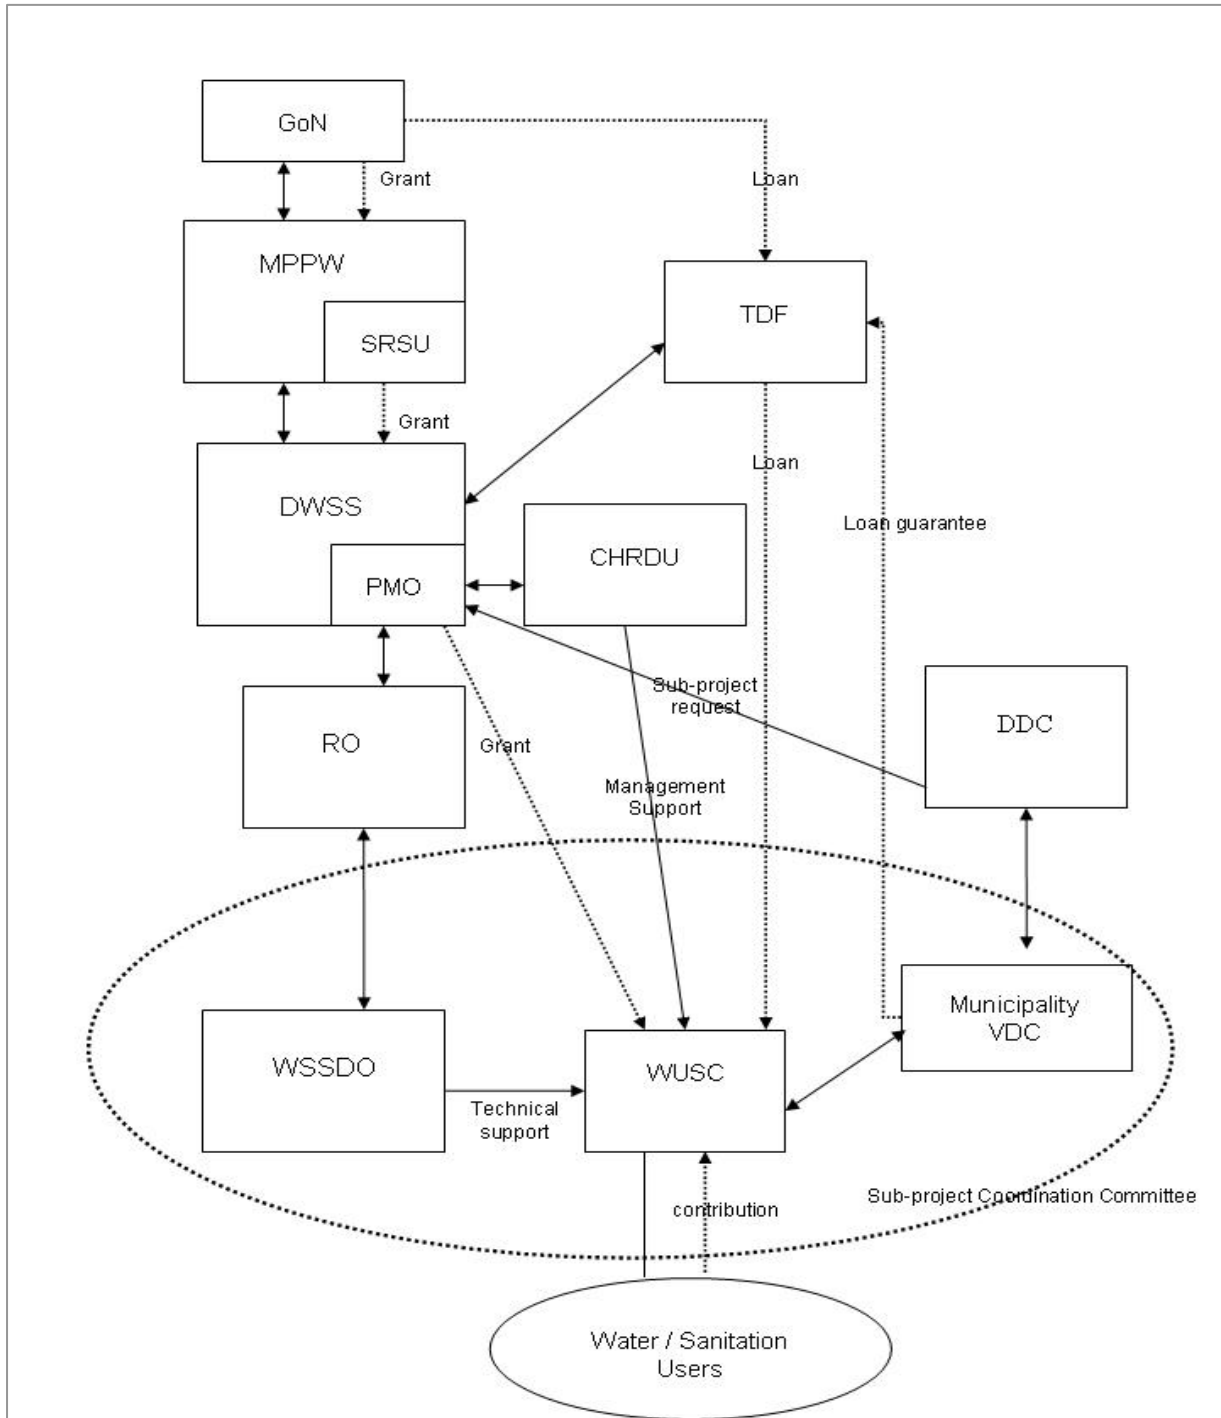 GoN
Grant
Loan
MPPW
SRSU
TDF
Grant
Loan
DWSS
Loan guarantee
CHRDU
PMO
Sub-project
request
DDC
RO
Grant
Management
Support
Municipality
VDC
WSSDO
WUSC
Technical
support
Sub-project Coordination Committee
contribution
Water / Sanitation
Users